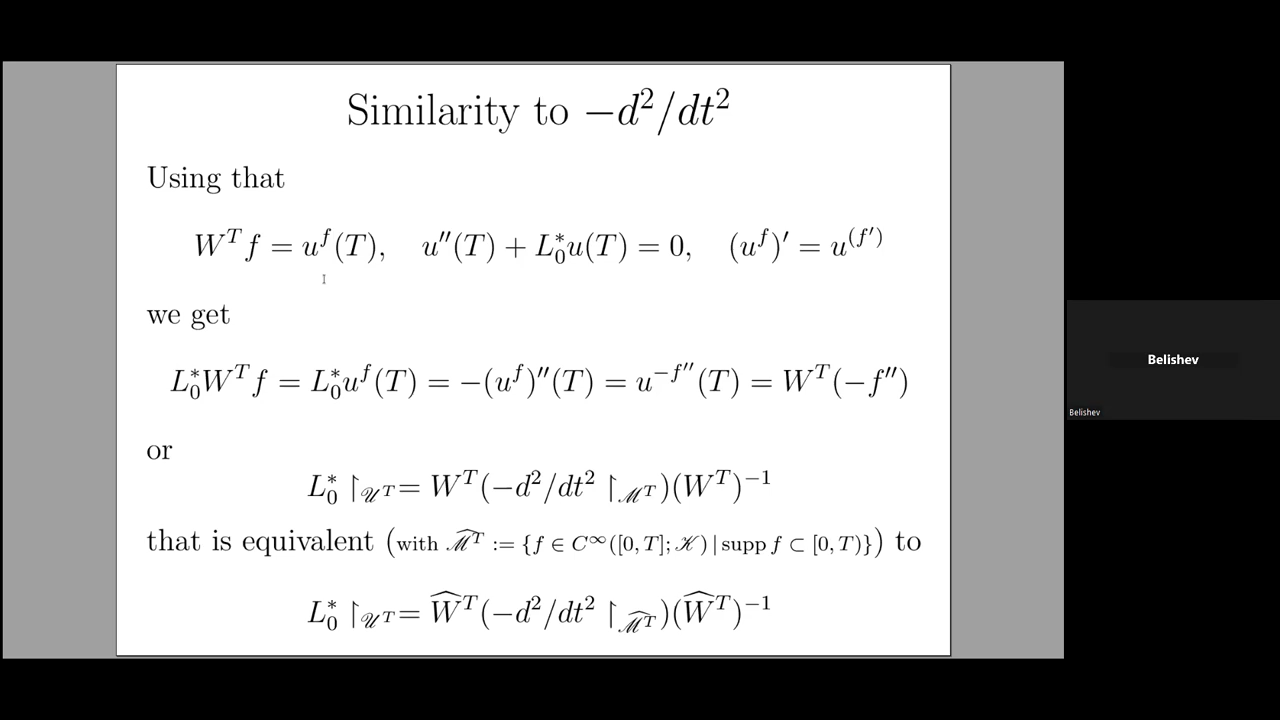 Similarity to −d²/dt²
Using that
W^T f = u^f(T), u″(T) + L_0^* u(T) = 0, (u^f)′ = u^{(f′)}
we get
L_0^* W^T f = L_0^* u^f(T) = −(u^f)″(T) = u^{−f″}(T) = W^T(−f″)
or
L_0^* ↾_{𝒰^T} = W^T(−d²/dt² ↾_{ℳ^T})(W^T)^{−1}
that is equivalent (with \widehat{ℳ}^T := {f ∈ C^∞([0, T]; 𝒦) | supp f ⊂ [0, T)}) to
L_0^* ↾_{𝒰^T} = \widehat{W}^T(−d²/dt² ↾_{\widehat{ℳ}^T})(\widehat{W}^T)^{−1}
Belishev
Belishev